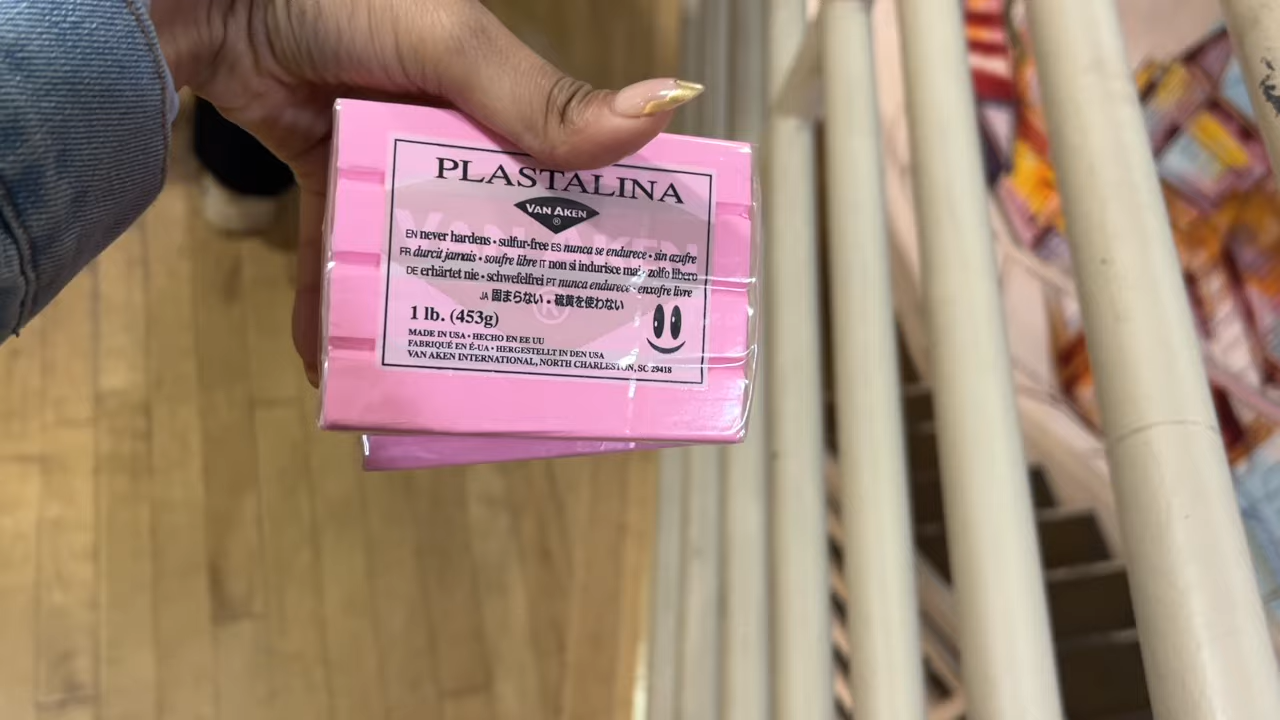 PLASTALINA
VAN AKEN
®
EN never hardens • sulfur-free ES nunca se endurece • sin azufre
FR durcit jamais • soufre libre IT non si indurisce mai • zolfo libero
DE erhärtet nie • schwefelfrei PT nunca endurece • enxofre livre
JA 固まらない • 硫黄を使わない
1 lb. (453g)
MADE IN USA • HECHO EN EE UU
FABRIQUÉ EN É-UA • HERGESTELLT IN DEN USA
VAN AKEN INTERNATIONAL, NORTH CHARLESTON, SC 29418
VAN AKEN
®